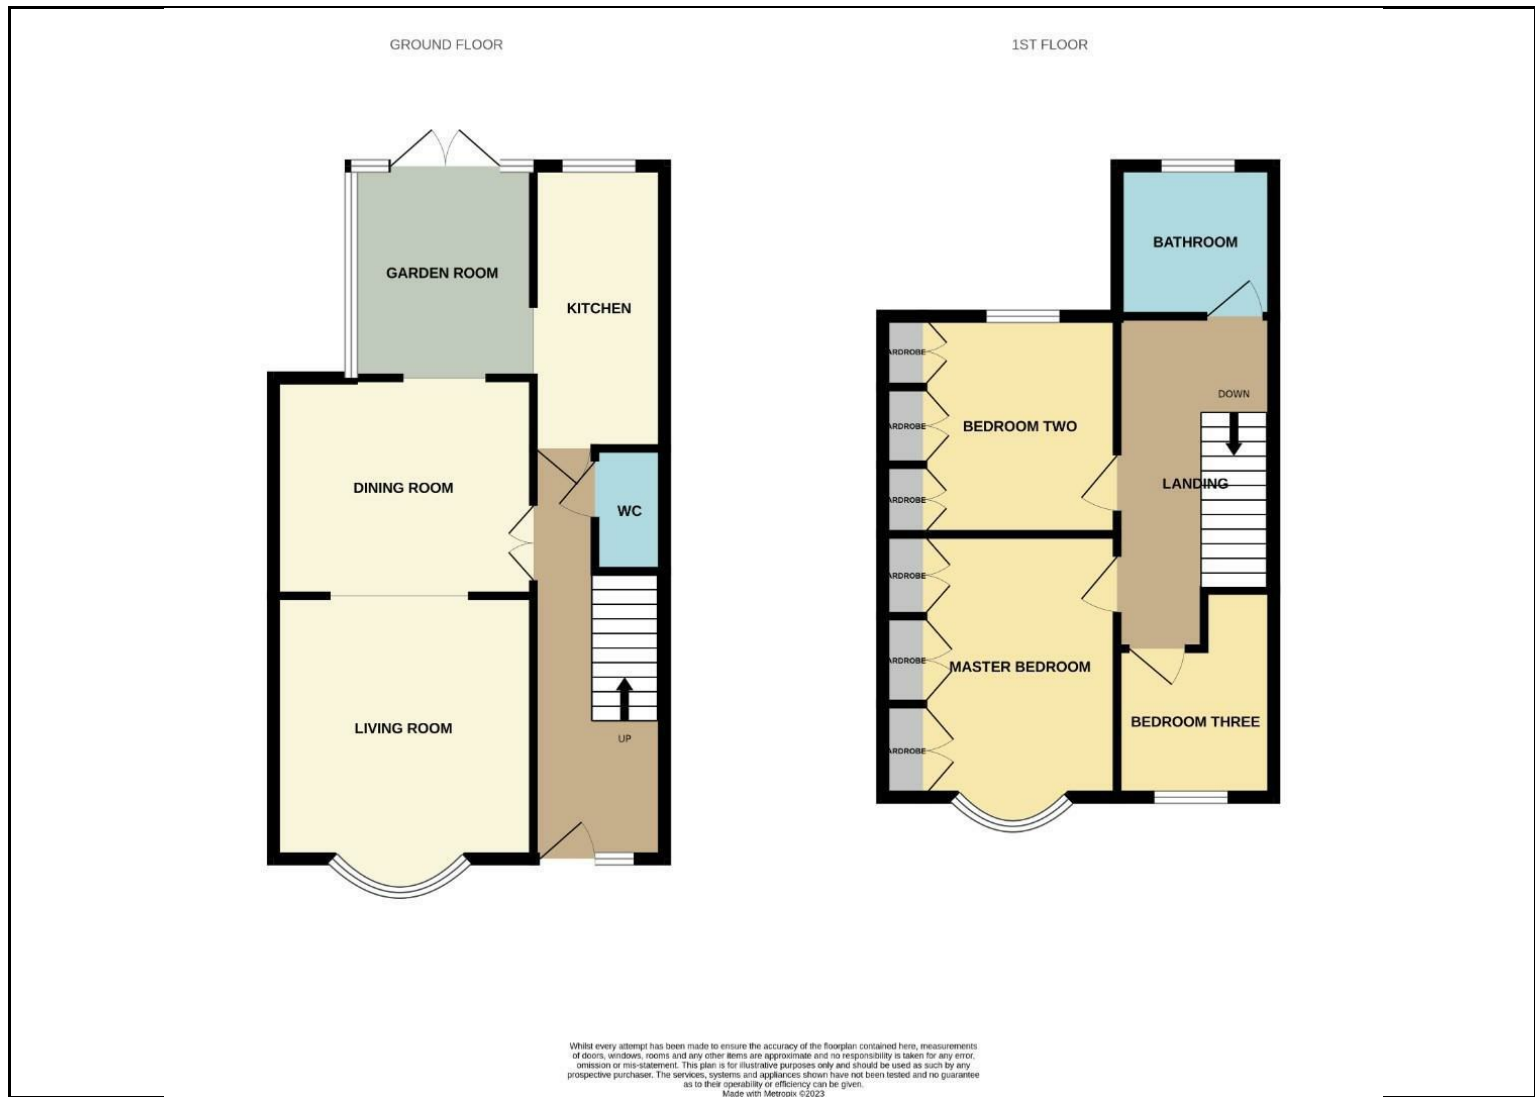 GROUND FLOOR
1ST FLOOR
GARDEN ROOM
KITCHEN
DINING ROOM
WC
LIVING ROOM
UP
BATHROOM
ARDROBE
ARDROBE
BEDROOM TWO
DOWN
LANDING
ARDROBE
ARDROBE
ARDROBE
MASTER BEDROOM
BEDROOM THREE
ARDROBE
Whilst every attempt has been made to ensure the accuracy of the floorplan contained here, measurements
of doors, windows, rooms and any other items are approximate and no responsibility is taken for any error,
omission or mis-statement. This plan is for illustrative purposes only and should be used as such by any
prospective purchaser. The services, systems and appliances shown have not been tested and no guarantee
as to their operability or efficiency can be given.
Made with Metropix ©2023